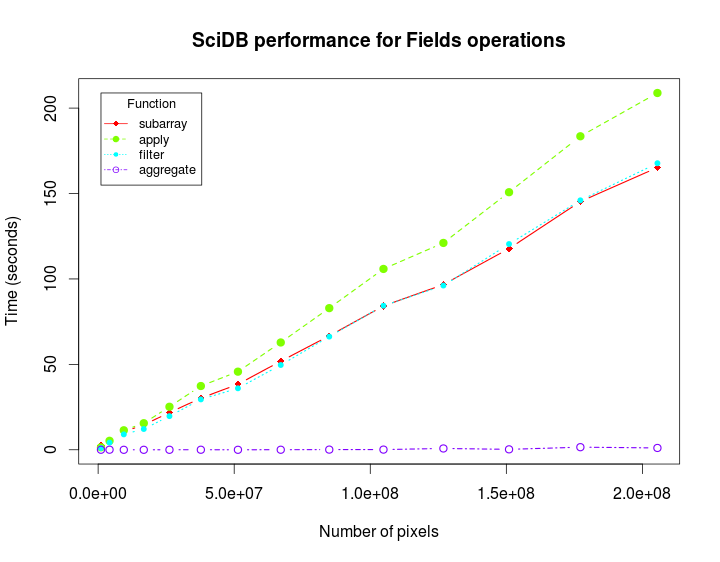 SciDB performance for Fields operations
Function
subarray
apply
filter
aggregate
Time (seconds)
200
150
100
50
0
0.0e+00 5.0e+07 1.0e+08 1.5e+08 2.0e+08
Number of pixels